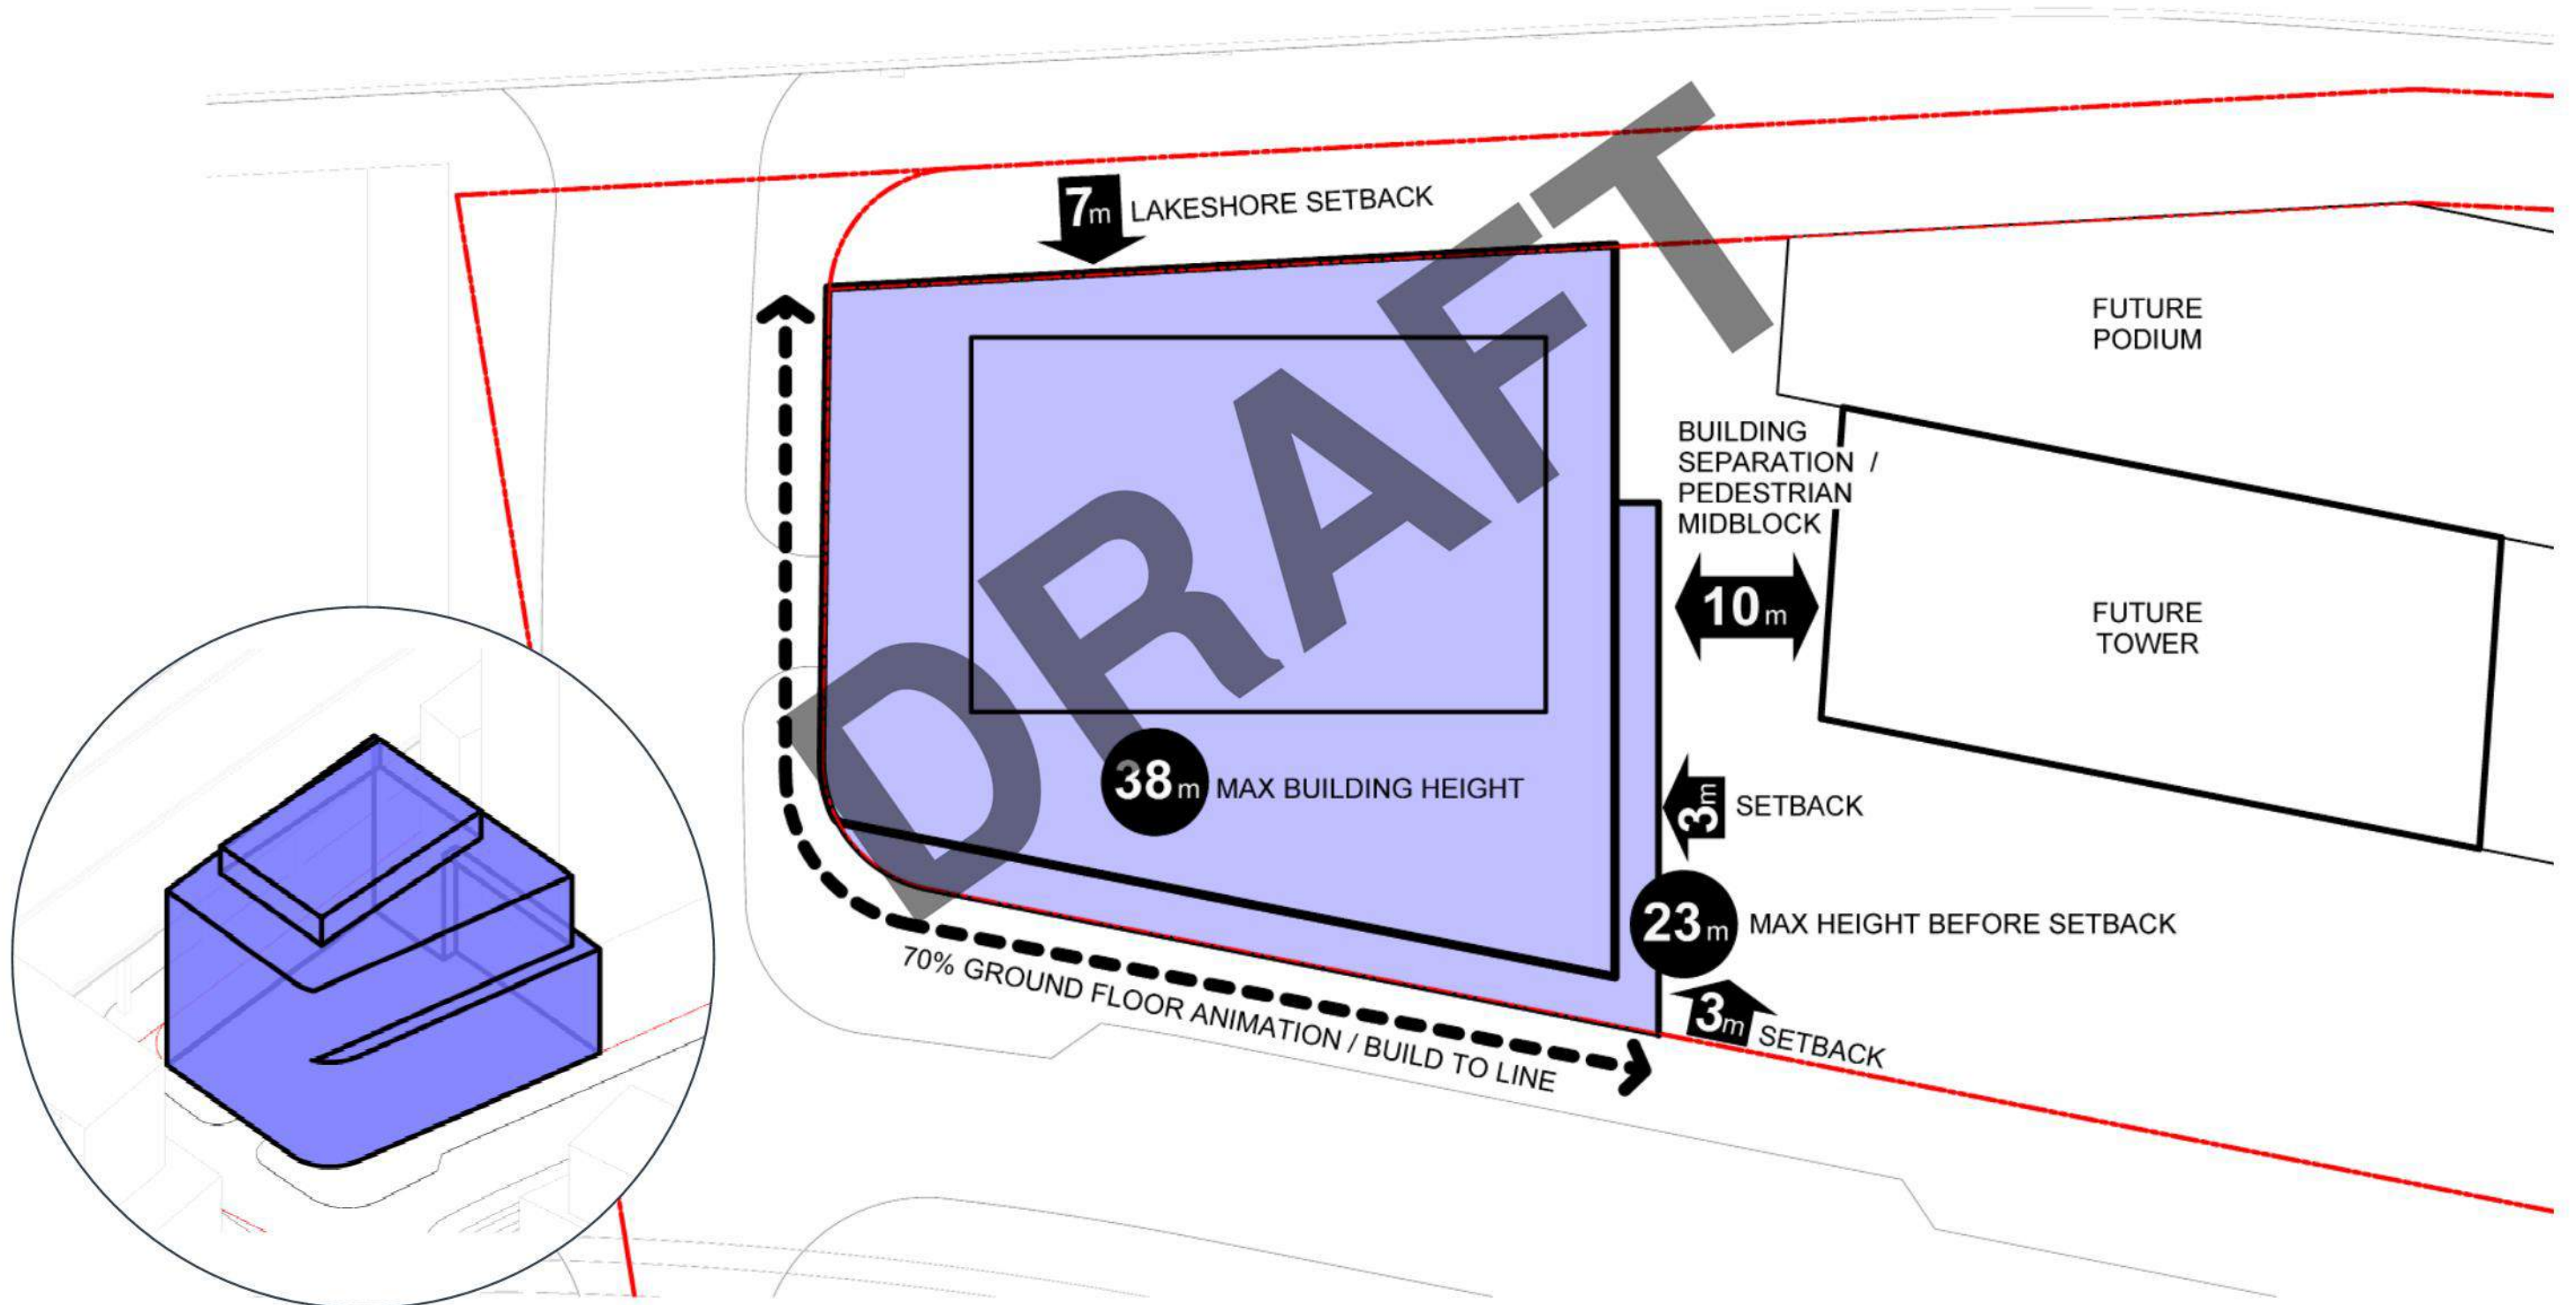 7m LAKESHORE SETBACK
FUTURE
PODIUM
BUILDING
SEPARATION /
PEDESTRIAN
MIDBLOCK
10m
FUTURE
TOWER
38m MAX BUILDING HEIGHT
3m SETBACK
23m MAX HEIGHT BEFORE SETBACK
3m SETBACK
70% GROUND FLOOR ANIMATION / BUILD TO LINE
DRAFT